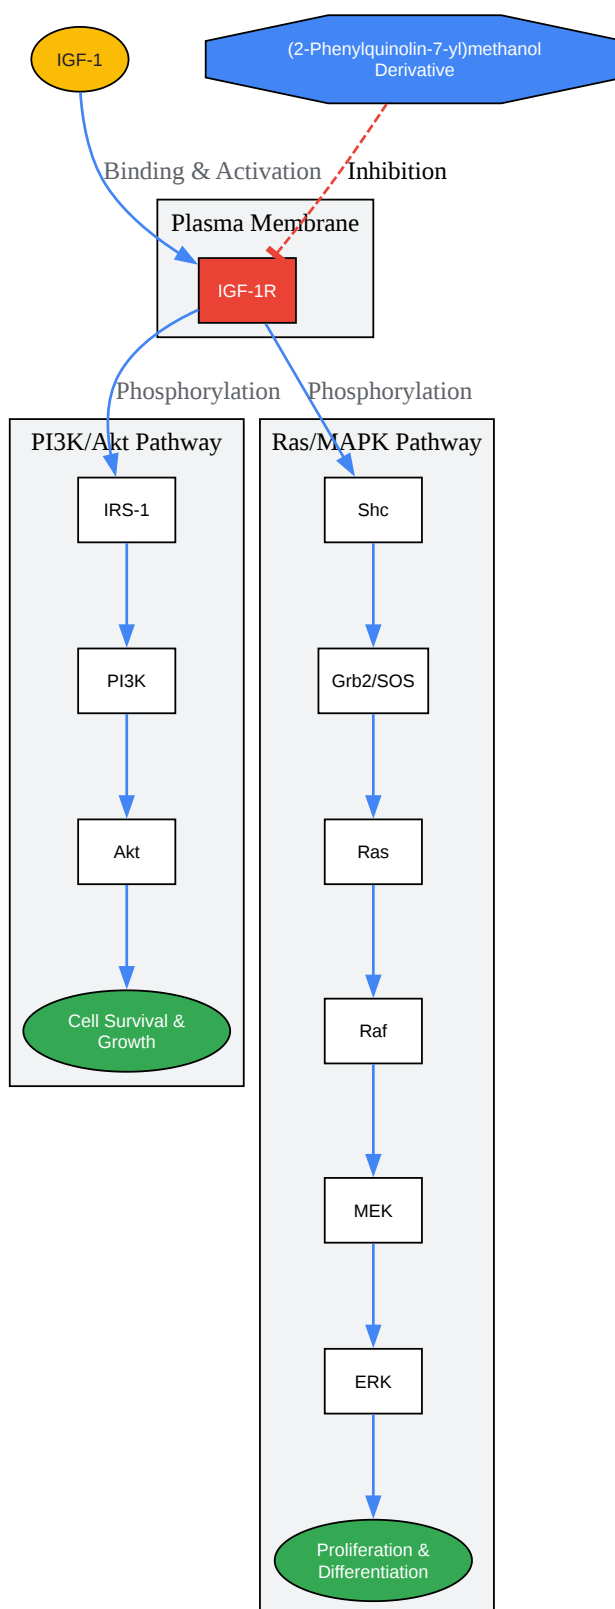 IGF-1
(2-Phenylquinolin-7-yl)methanol
Derivative
Binding & Activation
Inhibition
Plasma Membrane
IGF-1R
Phosphorylation
Phosphorylation
PI3K/Akt Pathway
IRS-1
PI3K
Akt
Cell Survival &
Growth
Ras/MAPK Pathway
Shc
Grb2/SOS
Ras
Raf
MEK
ERK
Proliferation &
Differentiation